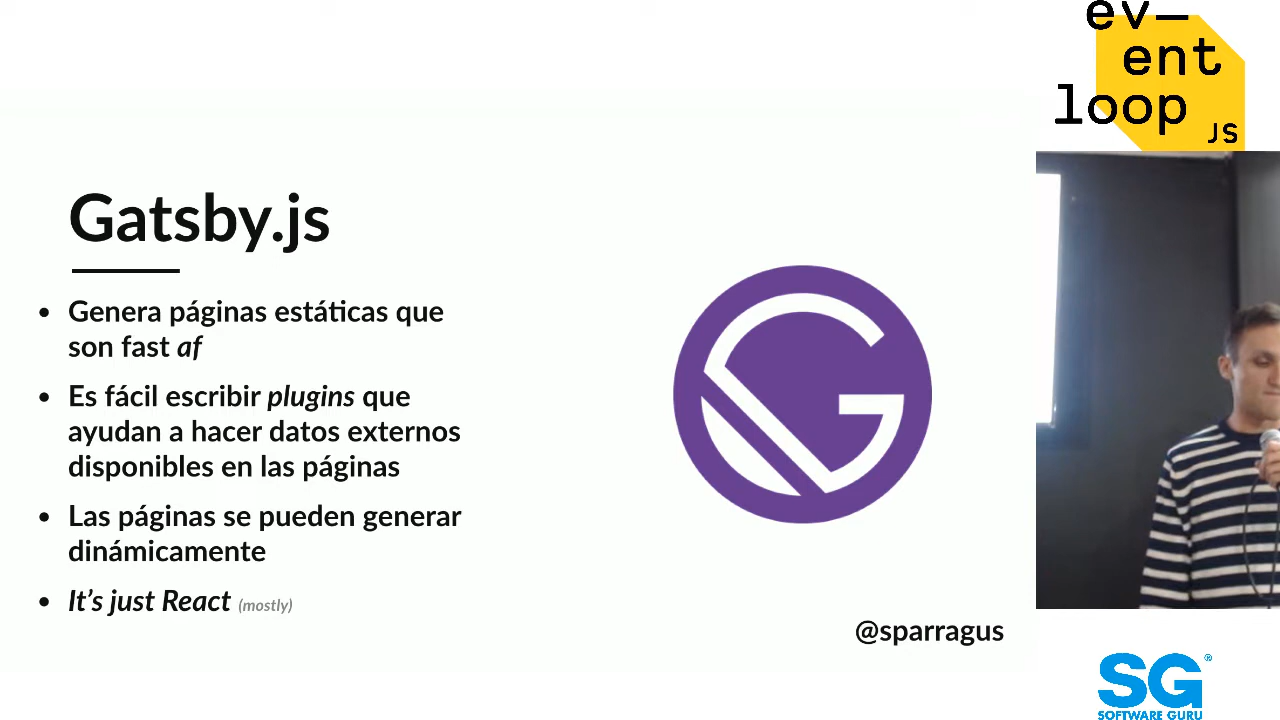 ev—
ent
loop
JS
Gatsby.js
• Genera páginas estáticas que
son fast af
• Es fácil escribir plugins que
ayudan a hacer datos externos
disponibles en las páginas
• Las páginas se pueden generar
dinámicamente
• It's just React (mostly)
@sparragus
SG®
SOFTWARE GURU